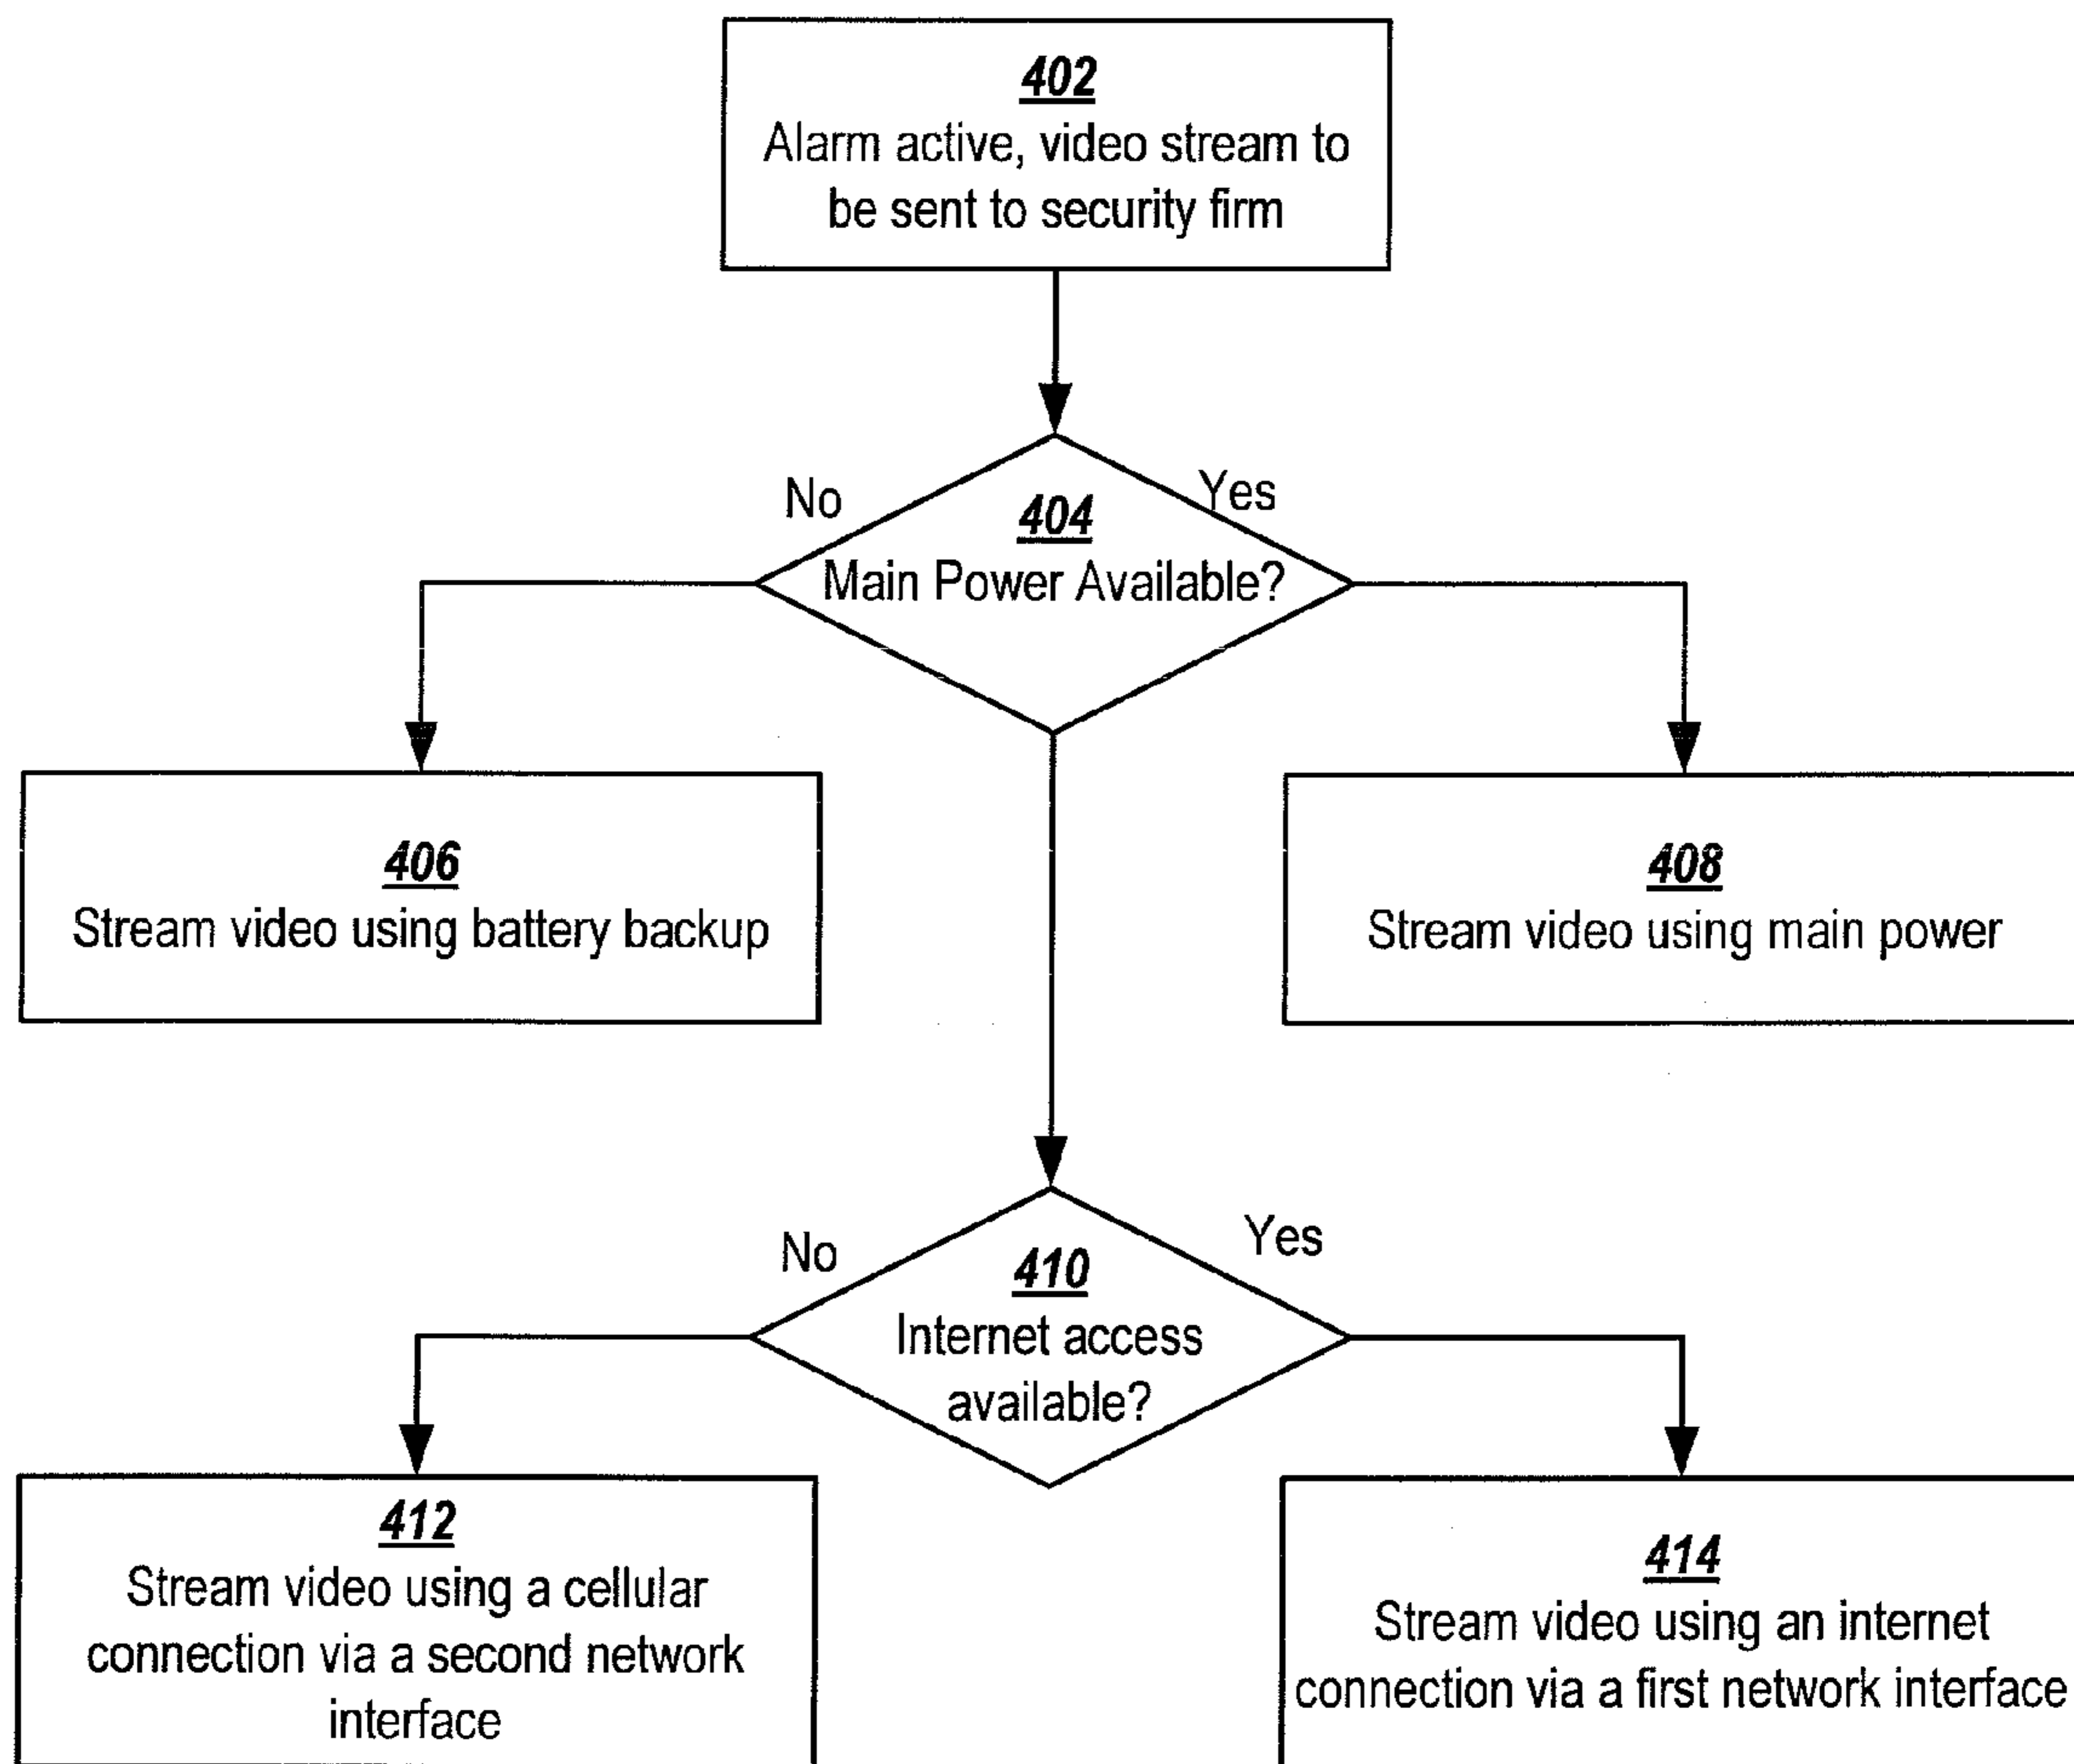 402
Alarm active, video stream to
be sent to security firm
No
Yes
404
Main Power Available?
406
Stream video using battery backup
408
Stream video using main power
No
Yes
410
Internet access
available?
412
Stream video using a cellular
connection via a second network
interface
414
Stream video using an internet
connection via a first network interface